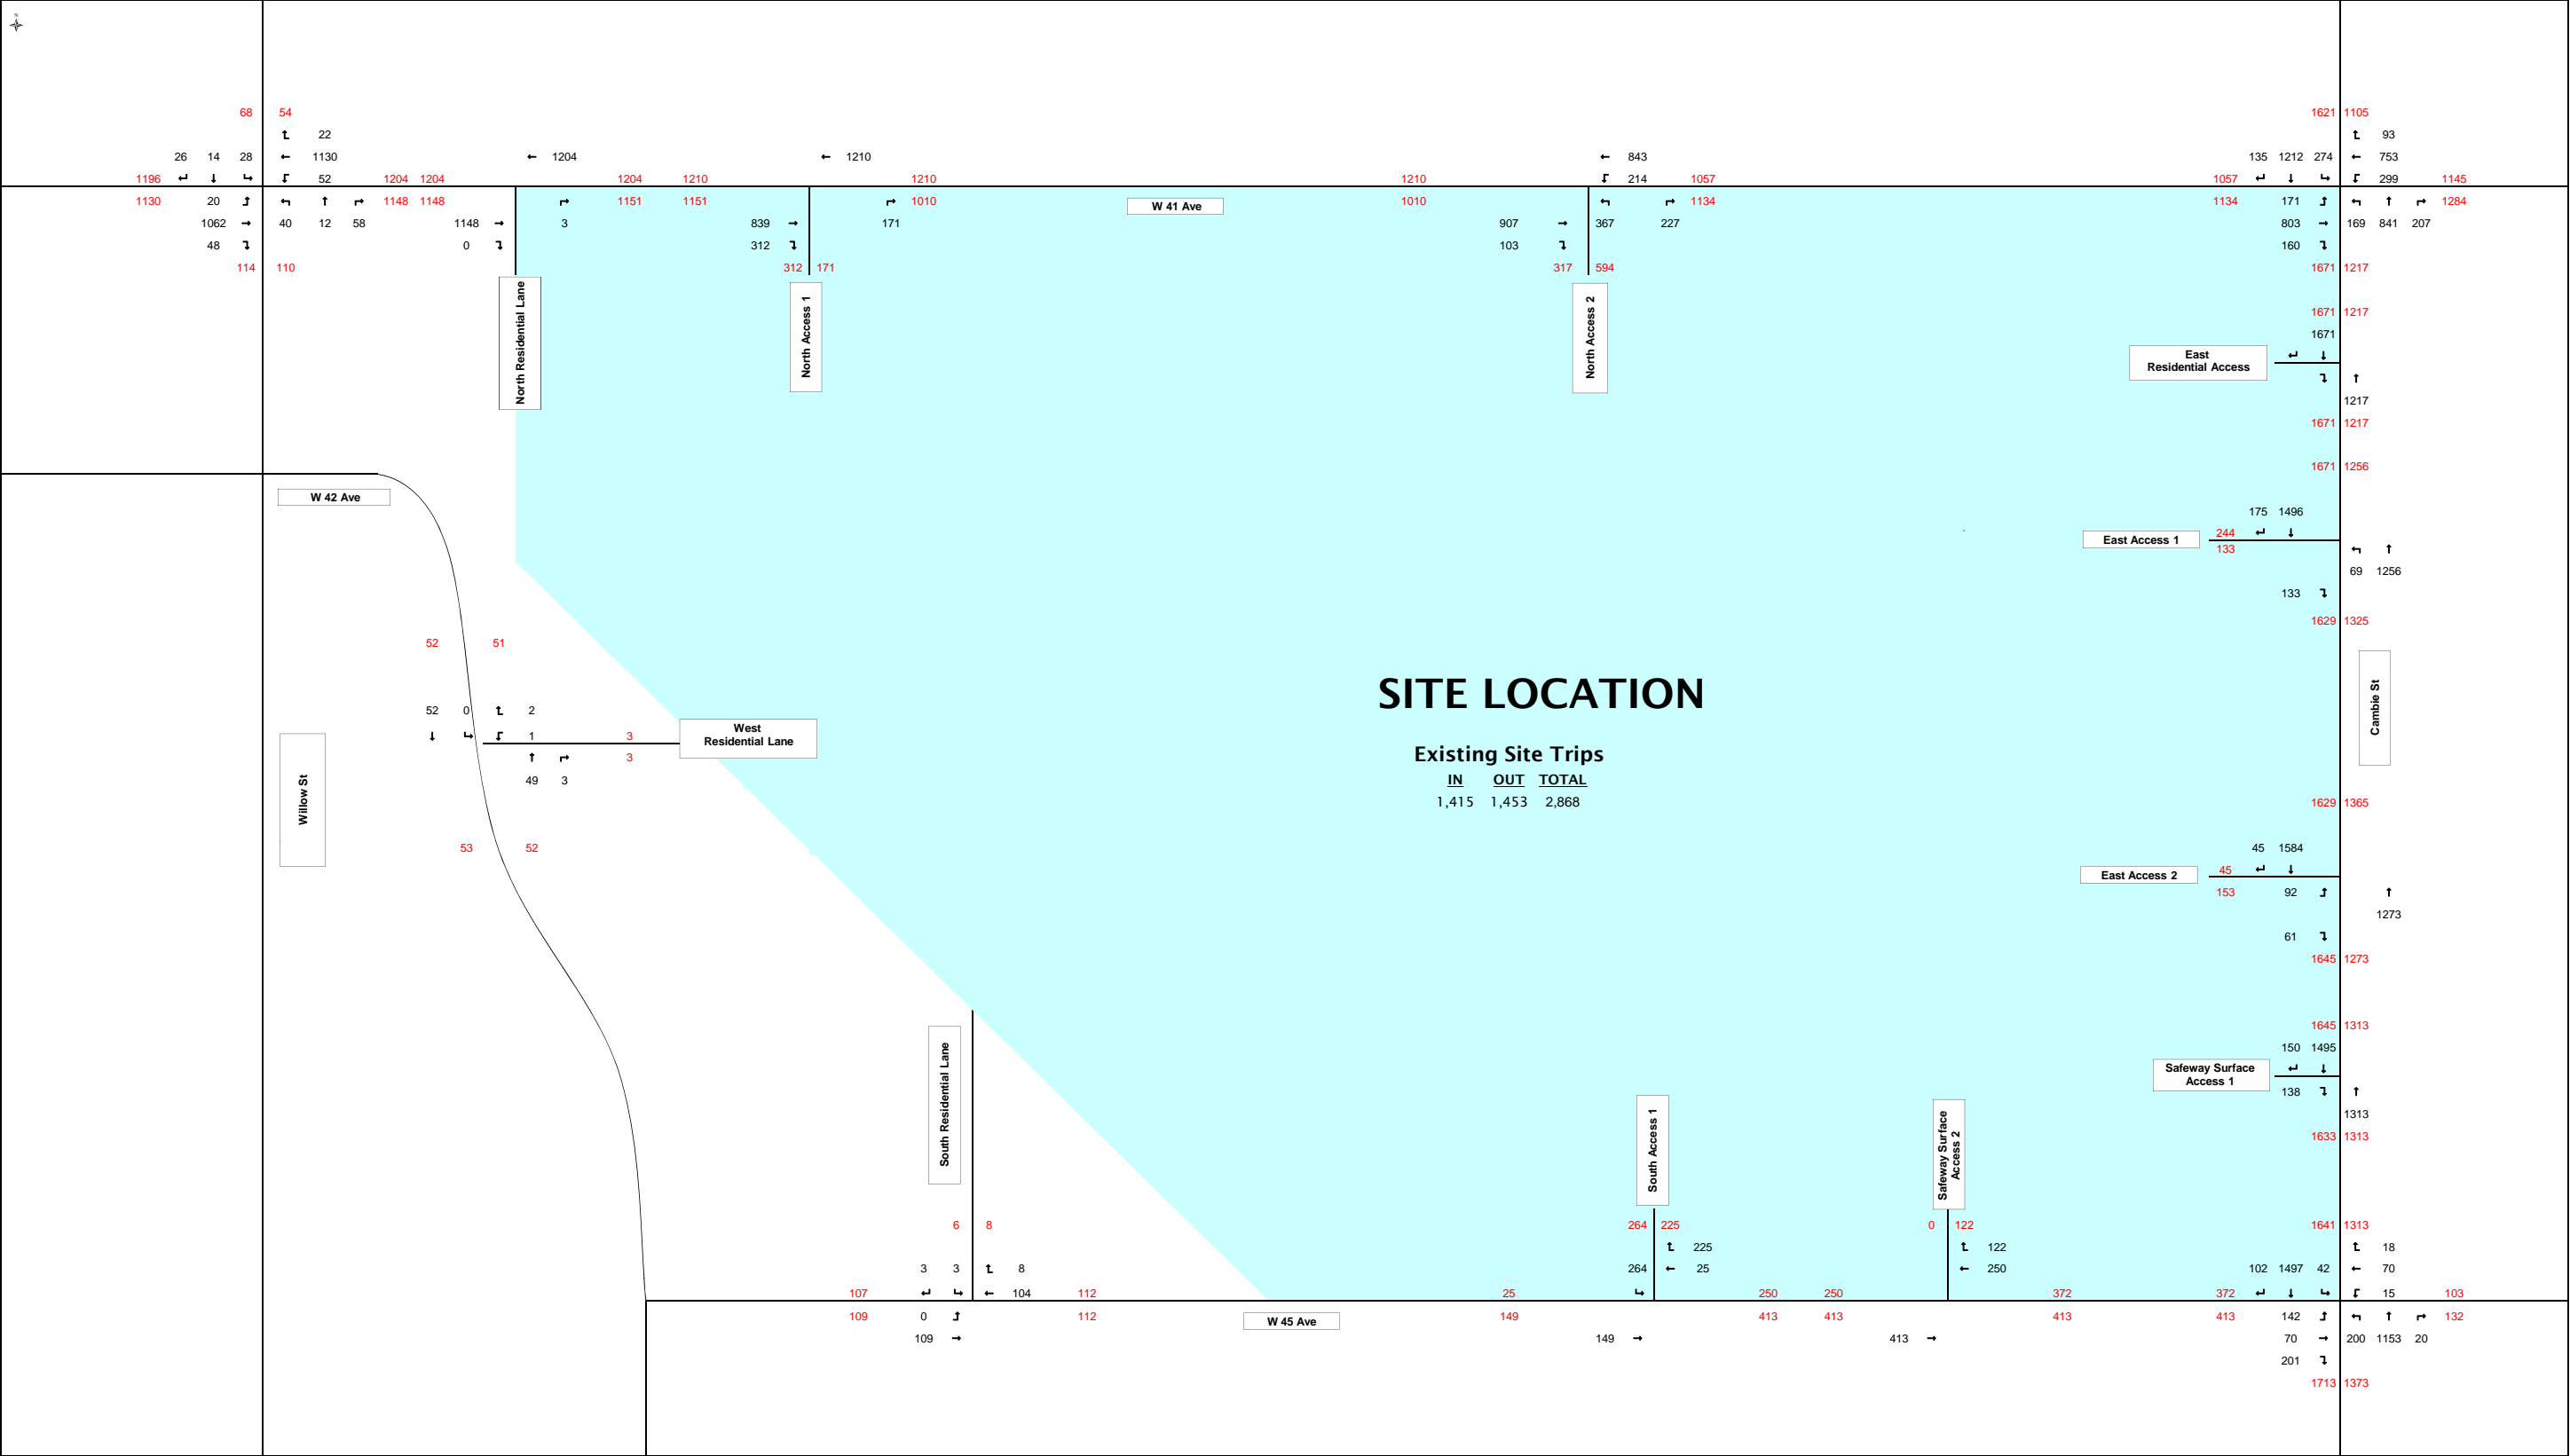 N
68 54 1621 1105
22 93
26 14 28 1130 1204 1210 843 135 1212 274 753
1196 52 1204 1204 1204 1210 1210 1210 214 1057 1057 299 1145
1130 20 1148 1148 1151 1151 1010 W 41 Ave 1010 1134 1134 171 1284
1062 40 12 58 1148 3 839 171 907 367 227 803 169 841 207
48 0 312 103 160
114 110 312 171 317 594 1671 1217
North Residential Lane
North Access 1
North Access 2
1671 1217
1671
East
Residential Access
1217
1671 1217
1671 1256
W 42 Ave
175 1496
East Access 1 244
133
69 1256
133
1629 1325
52 51
SITE LOCATION
Cambie St
52 0 2
1 3
West
Residential Lane
3
49 3
Willow St
Existing Site Trips
IN OUT TOTAL
1,415 1,453 2,868
1629 1365
53 52
45 1584
East Access 2 45
153 92
1273
61
1645 1273
1645 1313
150 1495
Safeway Surface
Access 1
138
1313
1633 1313
South Residential Lane
South Access 1
Safeway Surface
Access 2
6 8 264 225 0 122 1641 1313
225 122 18
3 3 8 264 25 250 102 1497 42 70
107 104 112 25 250 250 372 372 15 103
109 0 112 W 45 Ave 149 413 413 413 413 142 132
109 149 413 70 200 1153 20
201
1713 1373